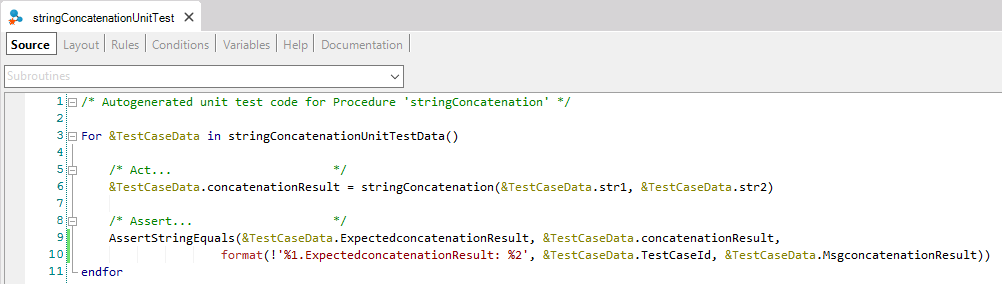 stringConcatenationUnitTest
Source Layout Rules Conditions Variables Help Documentation
Subroutines
1 /* Autogenerated unit test code for Procedure 'stringConcatenation' */
2
3 For &TestCaseData in stringConcatenationUnitTestData()
4
5 /* Act... */
6 &TestCaseData.concatenationResult = stringConcatenation(&TestCaseData.str1, &TestCaseData.str2)
7
8 /* Assert... */
9 AssertStringEquals(&TestCaseData.ExpectedconcatenationResult, &TestCaseData.concatenationResult,
10 format(!'%1.ExpectedconcatenationResult: %2', &TestCaseData.TestCaseId, &TestCaseData.MsgconcatenationResult))
11 endfor